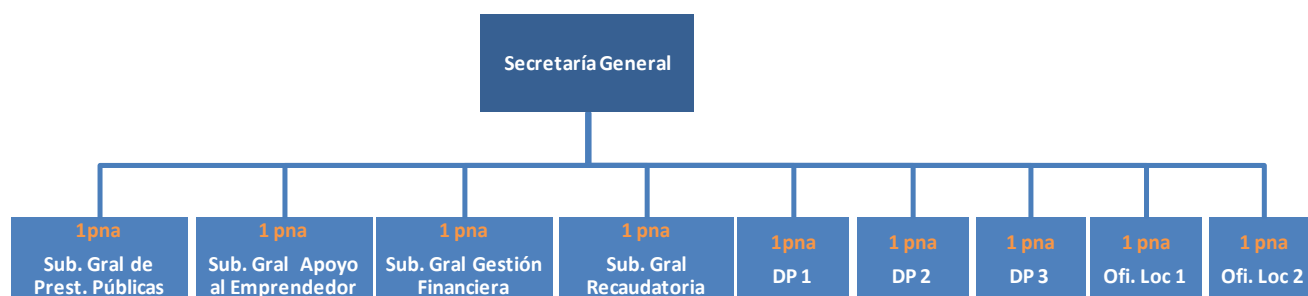 Secretaría General
1pna
Sub. Gral de
Prest. Públicas
1 pna
Sub. Gral Apoyo
al Emprendedor
1 pna
Sub. Gral Gestión
Financiera
1 pna
Sub. Gral
Recaudatoria
1pna
DP 1
1 pna
DP 2
1 pna
DP 3
1 pna
Ofi. Loc 1
1 pna
Ofi. Loc 2